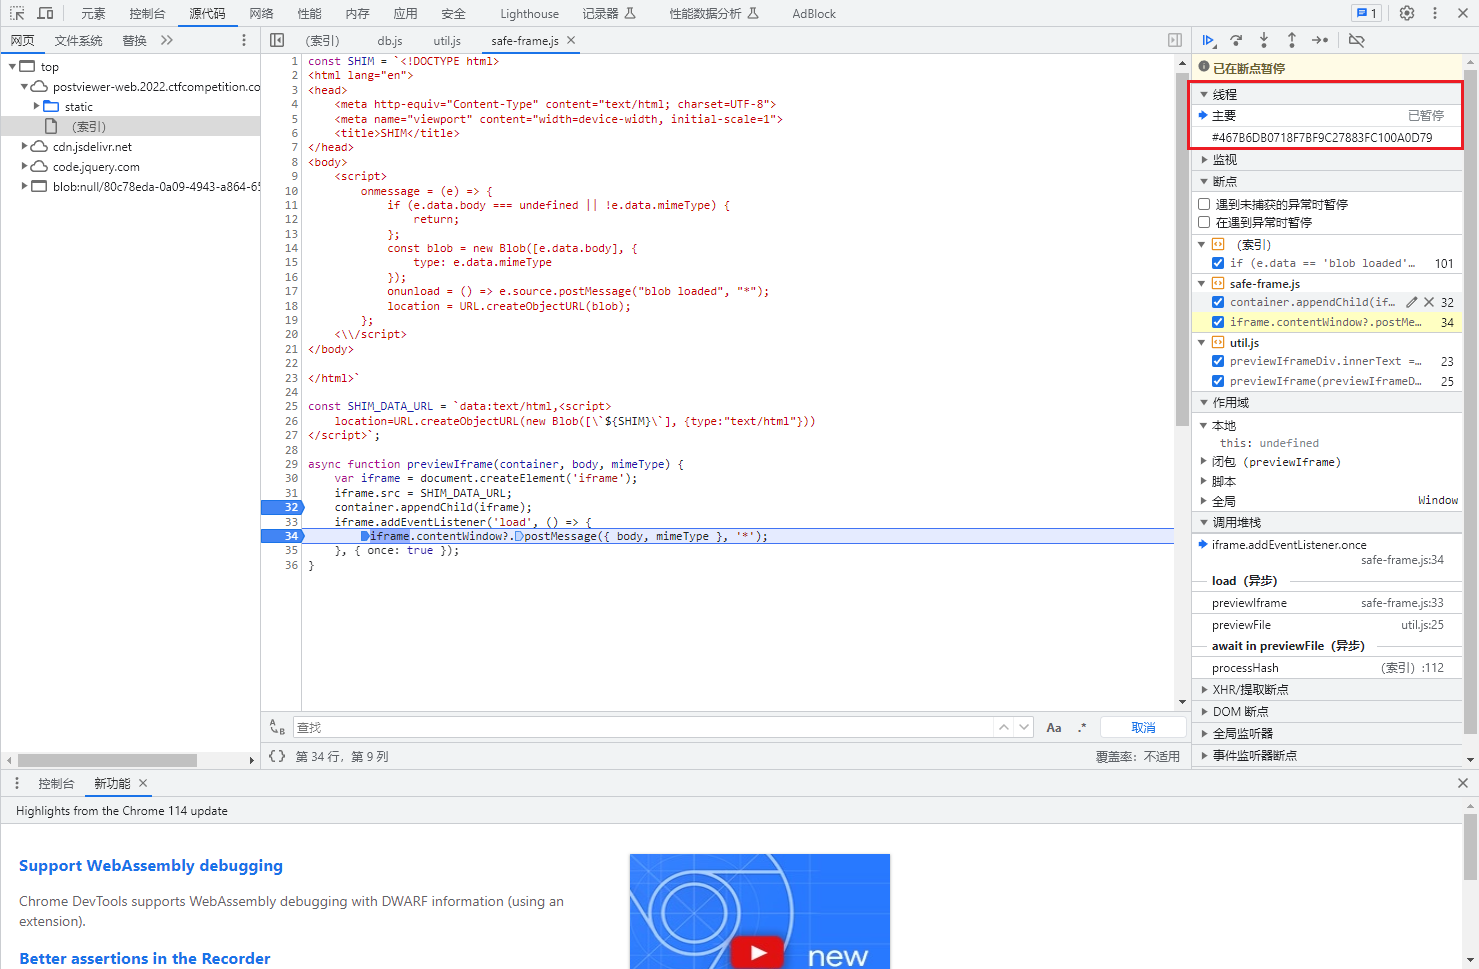 元素 控制台 源代码 网络 性能 内存 应用 安全 Lighthouse 记录器 性能数据分析 AdBlock 1
网页 文件系统 替换 (索引) db.js util.js safe-frame.js
top
postviewer-web.2022.ctfcompetition.co
static
(索引)
cdn.jsdelivr.net
code.jquery.com
blob:null/80c78eda-0a09-4943-a864-65
1 const SHIM = `<!DOCTYPE html>
2 <html lang="en">
3 <head>
4 <meta http-equiv="Content-Type" content="text/html; charset=UTF-8">
5 <meta name="viewport" content="width=device-width, initial-scale=1">
6 <title>SHIM</title>
7 </head>
8 <body>
9 <script>
10 onmessage = (e) => {
11 if (e.data.body === undefined || !e.data.mimeType) {
12 return;
13 };
14 const blob = new Blob([e.data.body], {
15 type: e.data.mimeType
16 });
17 onunload = () => e.source.postMessage("blob loaded", "*");
18 location = URL.createObjectURL(blob);
19 };
20 <\\/script>
21 </body>
22
23 </html>`
24
25 const SHIM_DATA_URL = `data:text/html,<script>
26 location=URL.createObjectURL(new Blob([\`${SHIM}\`], {type:"text/html"}))
27 </script>`;
28
29 async function previewIframe(container, body, mimeType) {
30 var iframe = document.createElement('iframe');
31 iframe.src = SHIM_DATA_URL;
32 container.appendChild(iframe);
33 iframe.addEventListener('load', () => {
34 iframe.contentWindow?.postMessage({ body, mimeType }, '*');
35 }, { once: true });
36 }
查找 Aa .* 取消
{} 第 34 行，第 9 列 覆盖率：不适用
已在断点暂停
线程
主要 已暂停
#467B6DB0718F7BF9C27883FC100A0D79
监视
断点
遇到未捕获的异常时暂停
在遇到异常时暂停
(索引)
if (e.data == 'blob loaded'… 101
safe-frame.js
container.appendChild(if… 32
iframe.contentWindow?.postMe… 34
util.js
previewIframeDiv.innerText =… 23
previewIframe(previewIframeD… 25
作用域
本地
this: undefined
闭包 (previewIframe)
脚本
全局 Window
调用堆栈
iframe.addEventListener.once
safe-frame.js:34
load（异步）
previewIframe safe-frame.js:33
previewFile util.js:25
await in previewFile（异步）
processHash (索引) :112
XHR/提取断点
DOM 断点
全局监听器
事件监听器断点
控制台 新功能
Highlights from the Chrome 114 update
Support WebAssembly debugging
Chrome DevTools supports WebAssembly debugging with DWARF information (using an
extension).
Better assertions in the Recorder
new